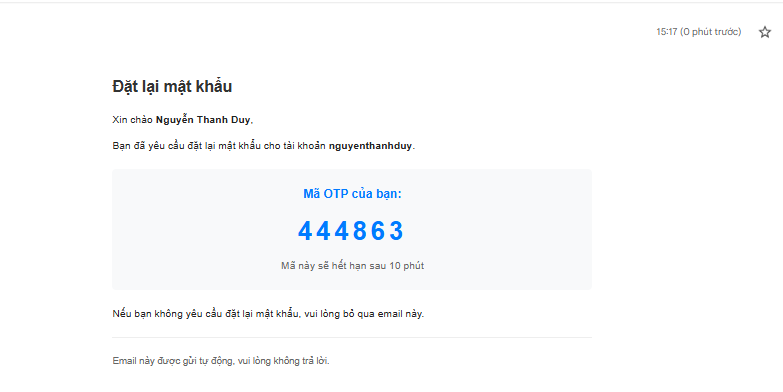 15:17 (0 phút trước)
Đặt lại mật khẩu
Xin chào Nguyễn Thanh Duy,
Bạn đã yêu cầu đặt lại mật khẩu cho tài khoản nguyenthanhduy.
Mã OTP của bạn:
444863
Mã này sẽ hết hạn sau 10 phút
Nếu bạn không yêu cầu đặt lại mật khẩu, vui lòng bỏ qua email này.
Email này được gửi tự động, vui lòng không trả lời.